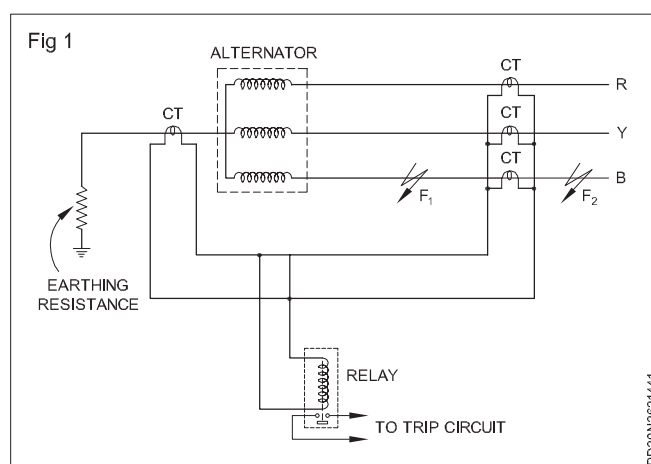 Fig 1
ALTERNATOR
CT
R
CT
CT
Y
CT
B
F1
F2
EARTHING
RESISTANCE
RELAY
TO TRIP CIRCUIT